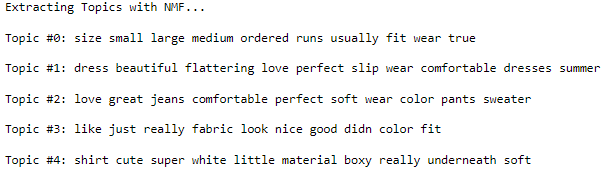 Extracting Topics with NMF...
Topic #0: size small large medium ordered runs usually fit wear true
Topic #1: dress beautiful flattering love perfect slip wear comfortable dresses summer
Topic #2: love great jeans comfortable perfect soft wear color pants sweater
Topic #3: like just really fabric look nice good didn color fit
Topic #4: shirt cute super white little material boxy really underneath soft